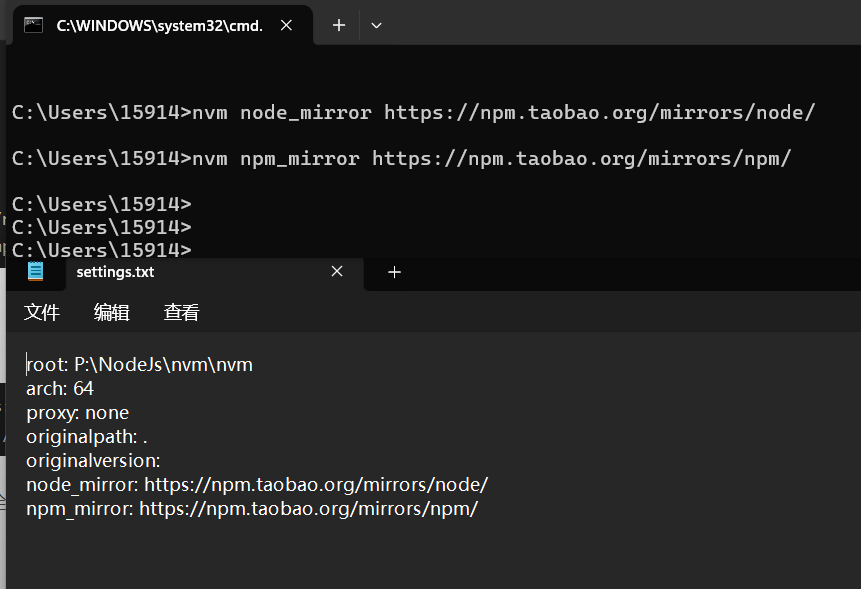 C:\WINDOWS\system32\cmd.
C:\Users\15914>nvm node_mirror https://npm.taobao.org/mirrors/node/
C:\Users\15914>nvm npm_mirror https://npm.taobao.org/mirrors/npm/
C:\Users\15914>
C:\Users\15914>
C:\Users\15914>
settings.txt
文件 编辑 查看
root: P:\NodeJs\nvm\nvm
arch: 64
proxy: none
originalpath: .
originalversion:
node_mirror: https://npm.taobao.org/mirrors/node/
npm_mirror: https://npm.taobao.org/mirrors/npm/